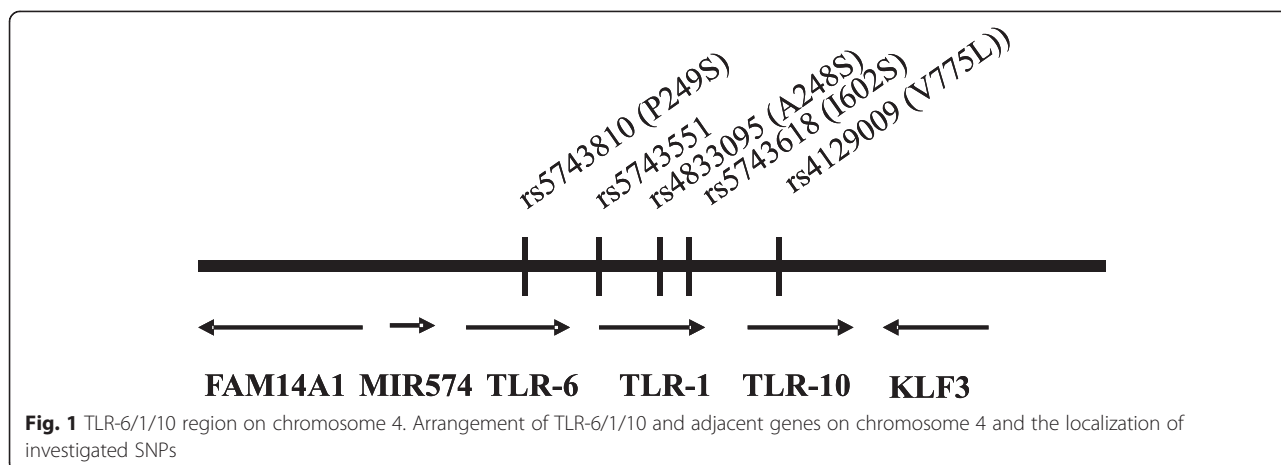 rs5743810 (P249S)
rs5743551
rs4833095 (A248S)
rs5743618 (I602S)
rs4129009 (V775L))
FAM14A1 MIR574 TLR-6 TLR-1 TLR-10 KLF3
Fig. 1 TLR-6/1/10 region on chromosome 4. Arrangement of TLR-6/1/10 and adjacent genes on chromosome 4 and the localization of
investigated SNPs